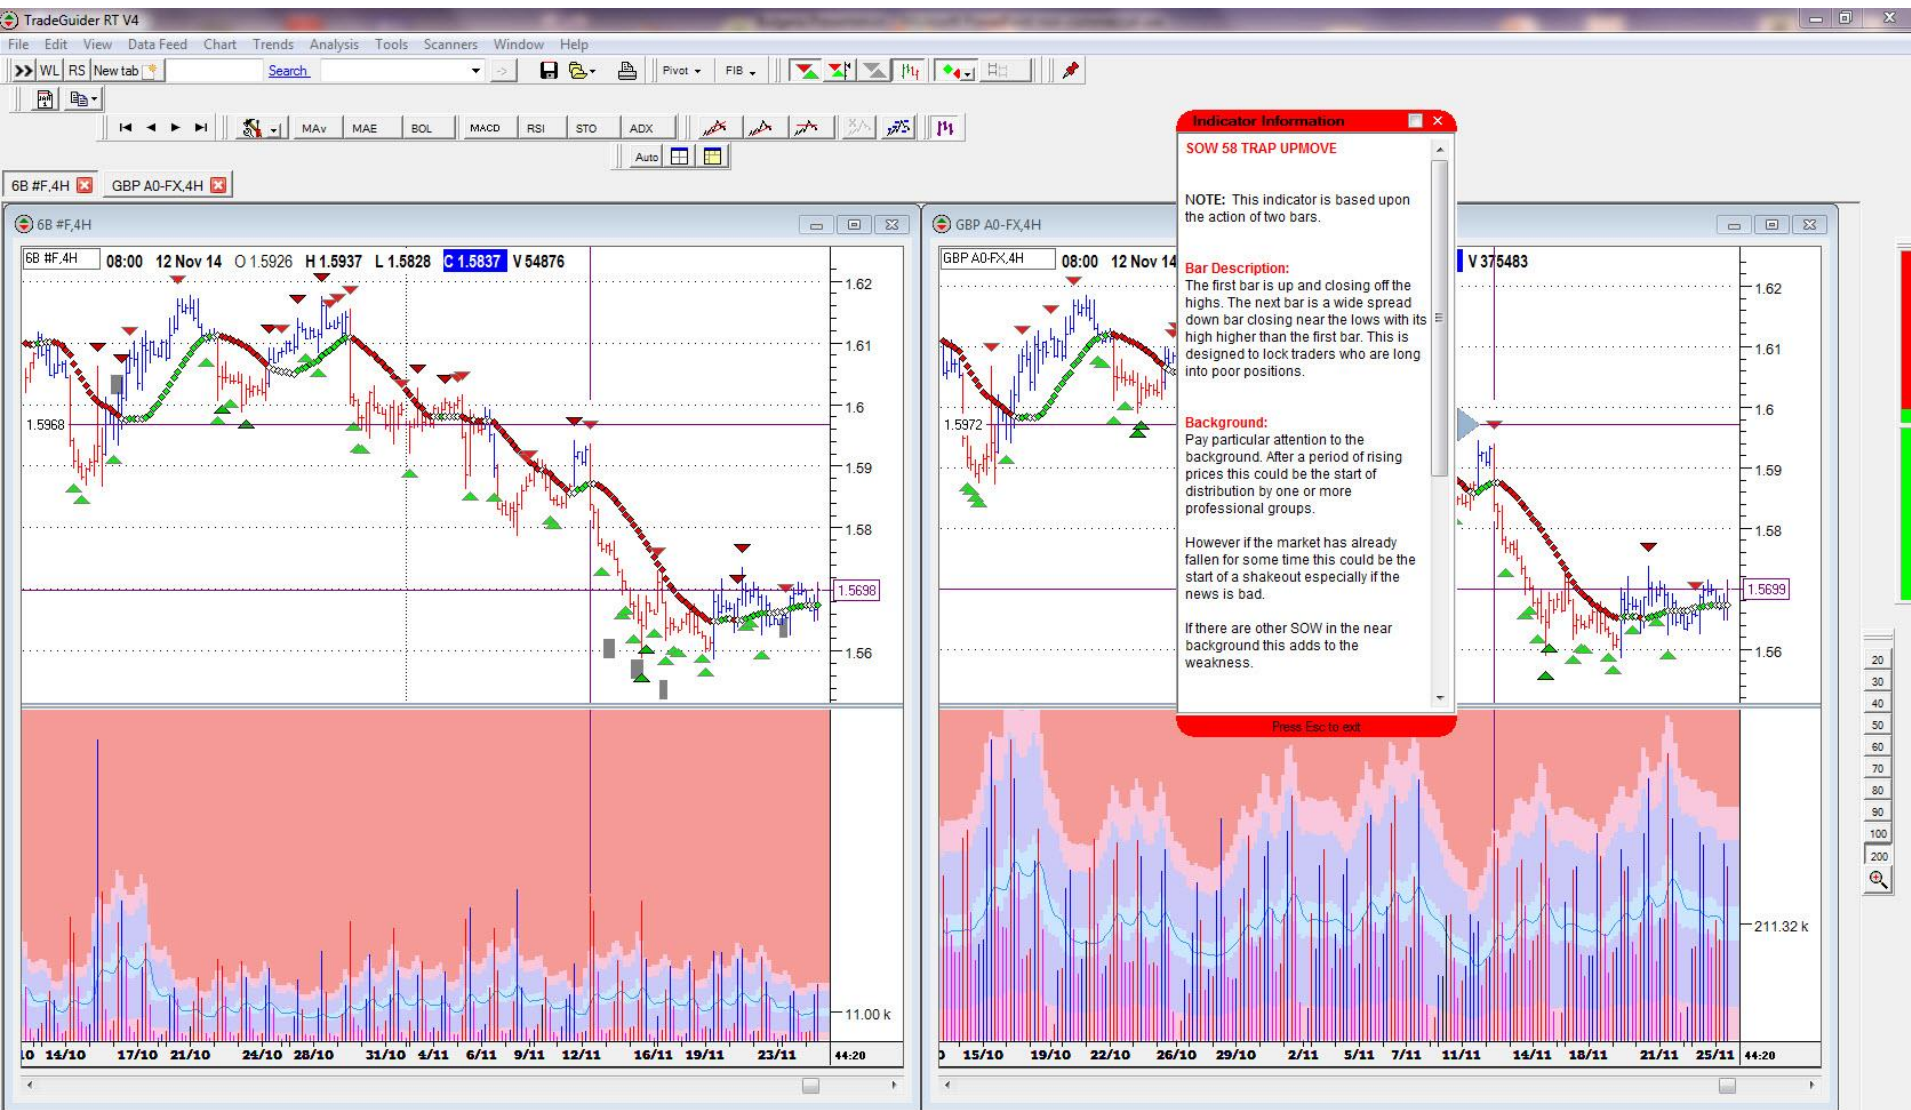 TradeGuider RT V4
File Edit View Data Feed Chart Trends Analysis Tools Scanners Window Help
WL RS New tab Search Pivot FIB
MAv MAE BOL MACD RSI STO ADX
Auto
6B #F,4H GBP A0-FX,4H
6B #F,4H
6B #F,4H 08:00 12 Nov 14 O 1.5926 H 1.5937 L 1.5828 C 1.5837 V 54876
1.62
1.61
1.6
1.5968
1.59
1.58
1.5698
1.56
11.00 k
14/10 17/10 21/10 24/10 28/10 31/10 4/11 6/11 9/11 12/11 16/11 19/11 23/11 44:20
GBP A0-FX,4H
GBP A0-FX,4H 08:00 12 Nov 14 V 375483
1.62
1.61
1.6
1.5972
1.59
1.58
1.5699
1.56
211.32 k
15/10 19/10 22/10 26/10 29/10 2/11 5/11 7/11 11/11 14/11 18/11 21/11 25/11 44:20
Indicator Information
SOW 58 TRAP UPMOVE
NOTE: This indicator is based upon
the action of two bars.
Bar Description:
The first bar is up and closing off the
highs. The next bar is a wide spread
down bar closing near the lows with its
high higher than the first bar. This is
designed to lock traders who are long
into poor positions.
Background:
Pay particular attention to the
background. After a period of rising
prices this could be the start of
distribution by one or more
professional groups.
However if the market has already
fallen for some time this could be the
start of a shakeout especially if the
news is bad.
If there are other SOW in the near
background this adds to the
weakness.
Press Esc to exit
20
30
40
50
60
70
80
90
100
200